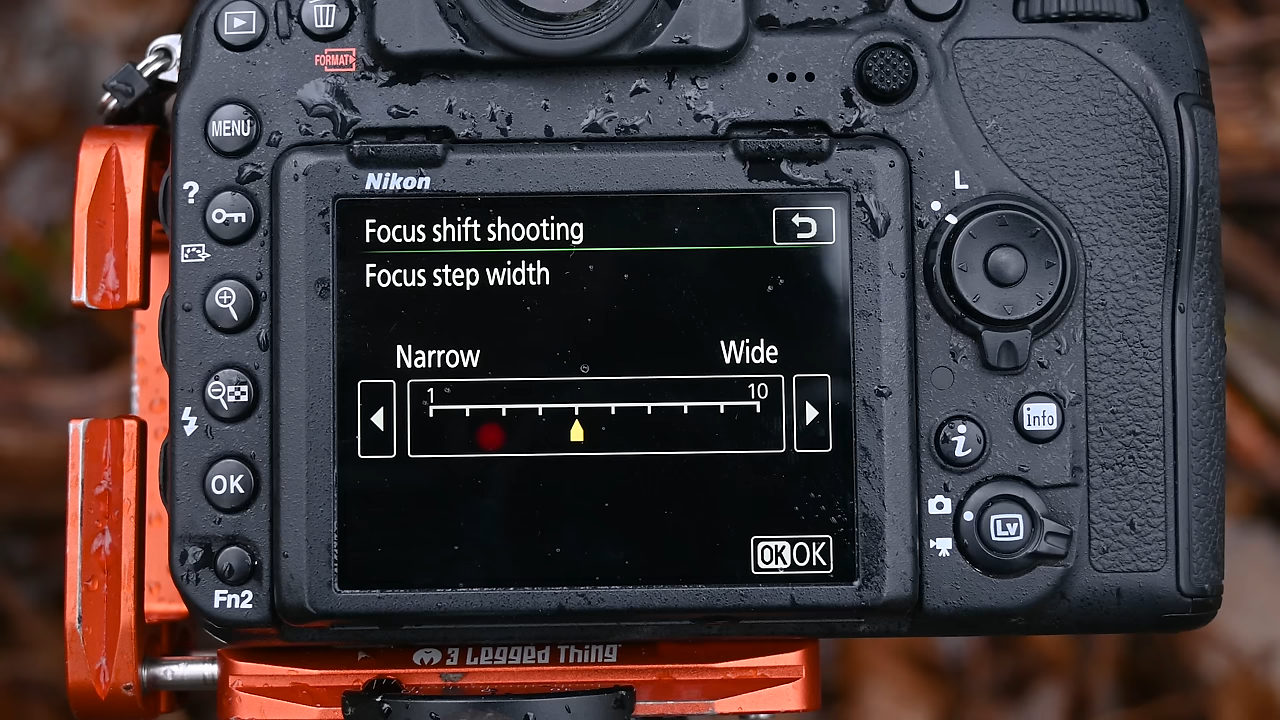 FORMAT
MENU
Nikon
?
L
Focus shift shooting
Focus step width
Narrow
Wide
1
10
info
i
OK
Lv
OK OK
Fn2
3 Legged Thing